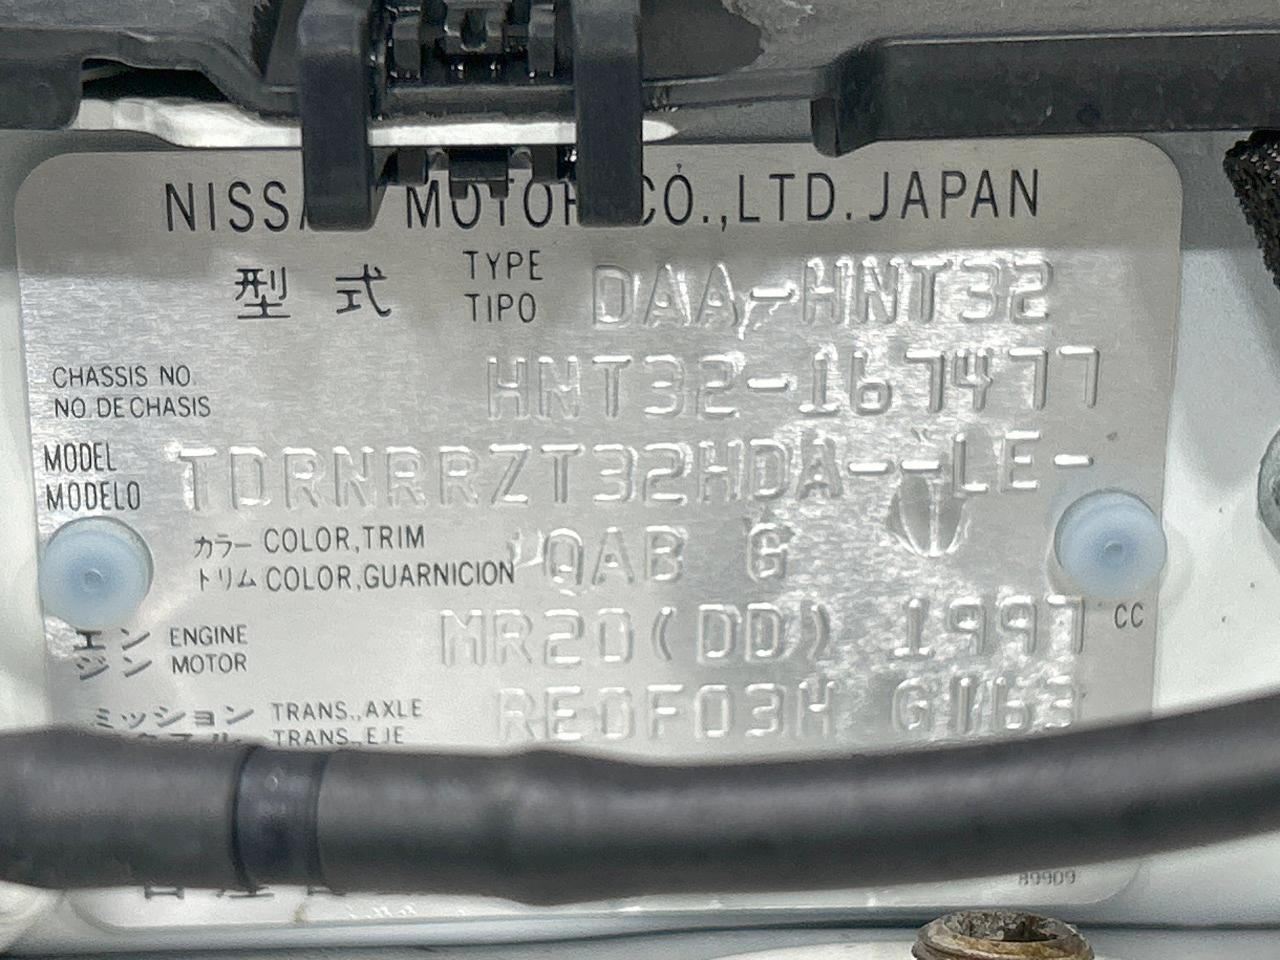 NISSAN MOTOR CO.,LTD.JAPAN
型 式 TYPE TIPO DAA-HNT32
CHASSIS NO. NO.DE CHASIS HNT32-167477
MODEL MODELO TDRNRRZT32HDA---LE-
カラー COLOR,TRIM
トリム COLOR,GUARNICION QAB G
エンジン ENGINE MOTOR MR20(DD) 1997 CC
ミッション TRANS.,AXLE RE0F03H GI163
TRANS.,EJE
89909